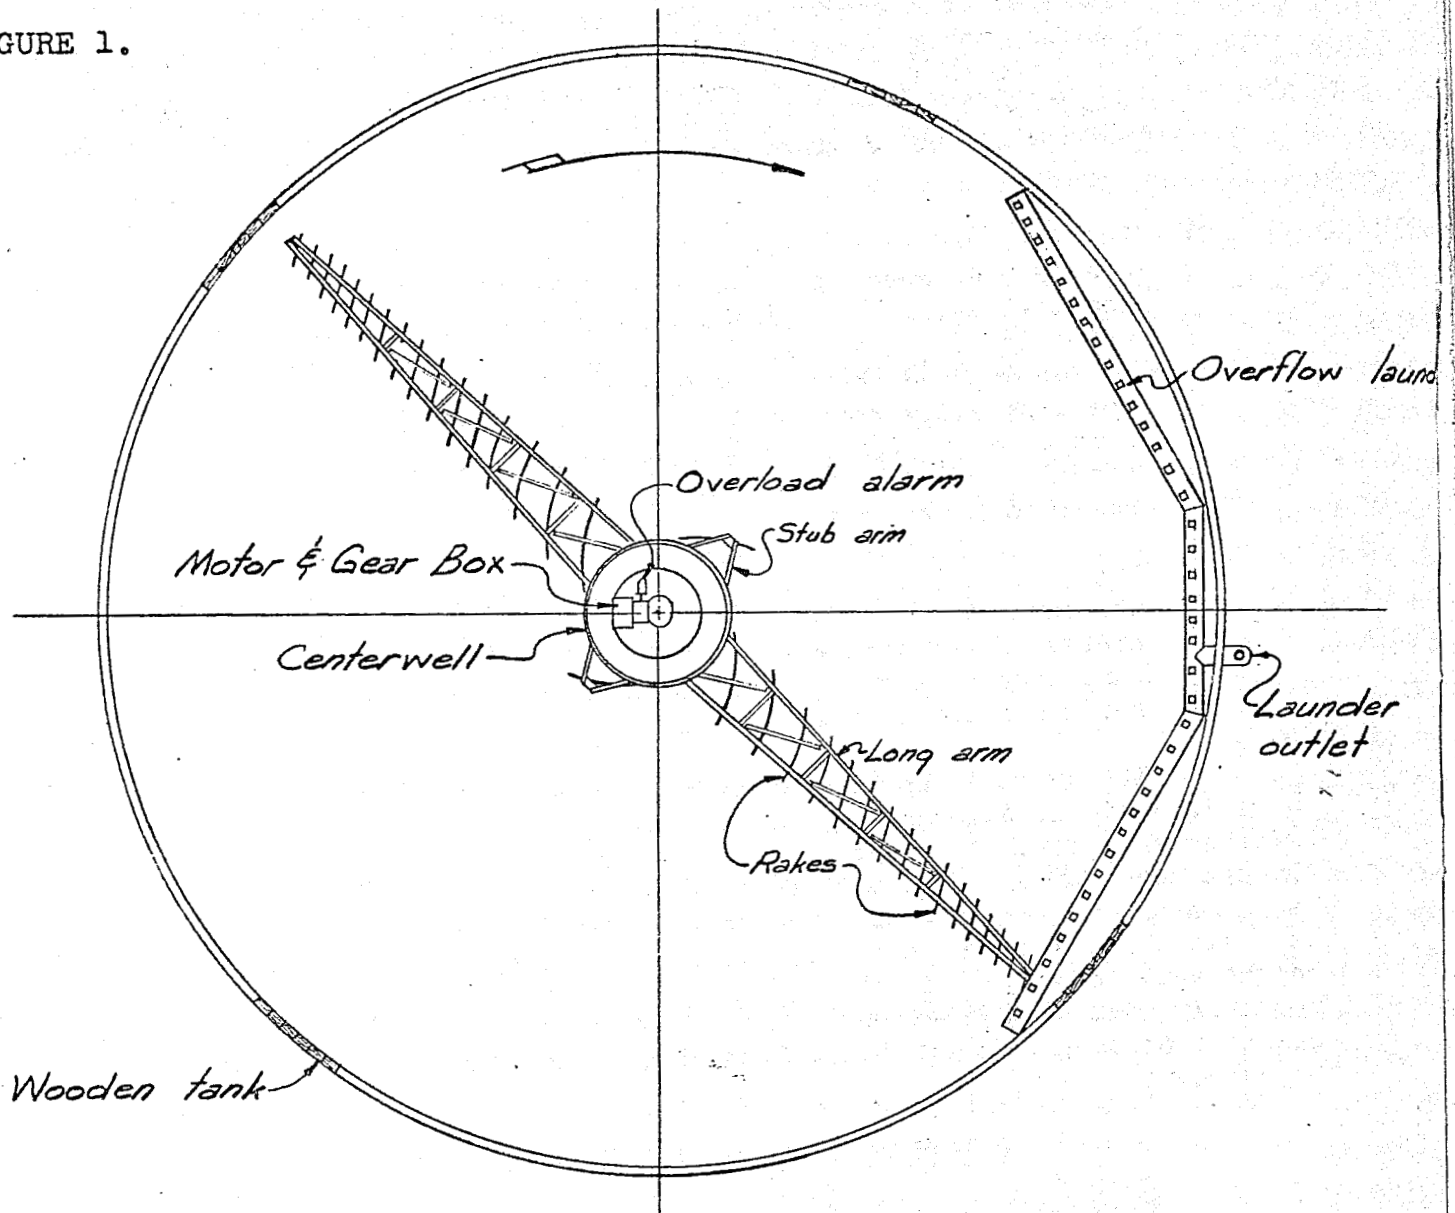 GURE 1.
Overflow laund
Overload alarm
Stub arm
Motor & Gear Box
Centerwell
Launder
outlet
Long arm
Rakes
Wooden tank